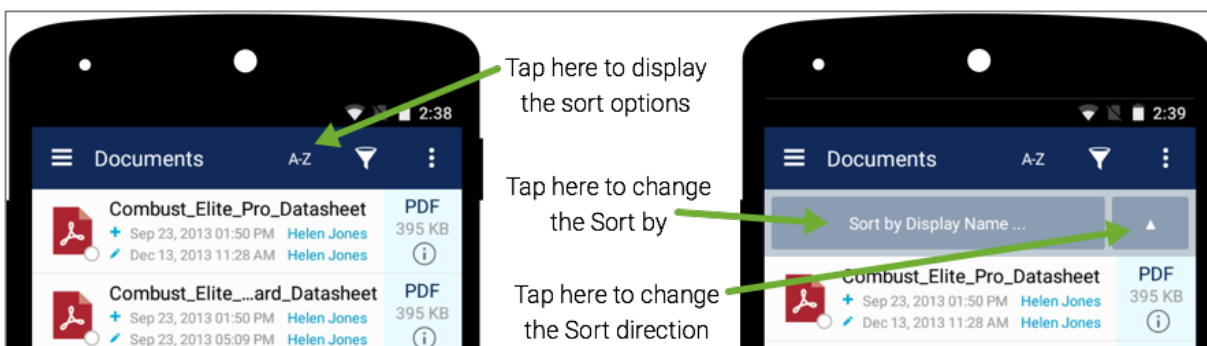 2:38
Documents A-Z
Combust_Elite_Pro_Datasheet PDF
+ Sep 23, 2013 01:50 PM Helen Jones 395 KB
Dec 13, 2013 11:28 AM Helen Jones
Combust_Elite_...ard_Datasheet PDF
+ Sep 23, 2013 01:50 PM Helen Jones 395 KB
Sep 23, 2013 05:09 PM Helen Jones
Tap here to display
the sort options
Tap here to change
the Sort by
Tap here to change
the Sort direction
2:39
Documents A-Z
Sort by Display Name ...
Combust_Elite_Pro_Datasheet PDF
+ Sep 23, 2013 01:50 PM Helen Jones 395 KB
Dec 13, 2013 11:28 AM Helen Jones